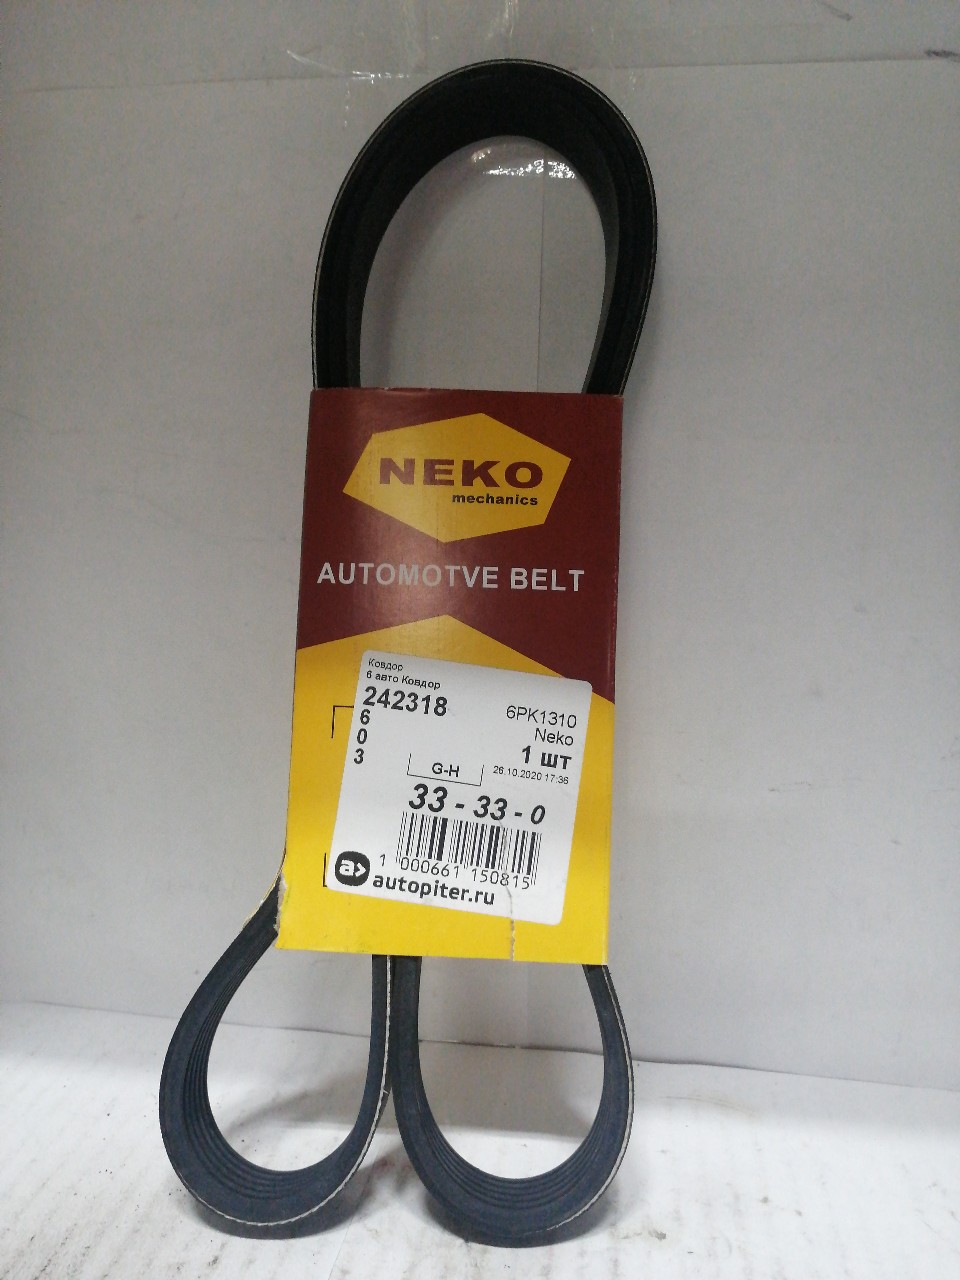 NEKO
mechanics
AUTOMOTVE BELT
Ковдор
6 авто Ковдор
242318
6PK1310
6
Neko
0
1 шт
3
G-H
26.10.2020 17:36
33 - 33 - 0
1 000661 150815
a>
autopiter.ru